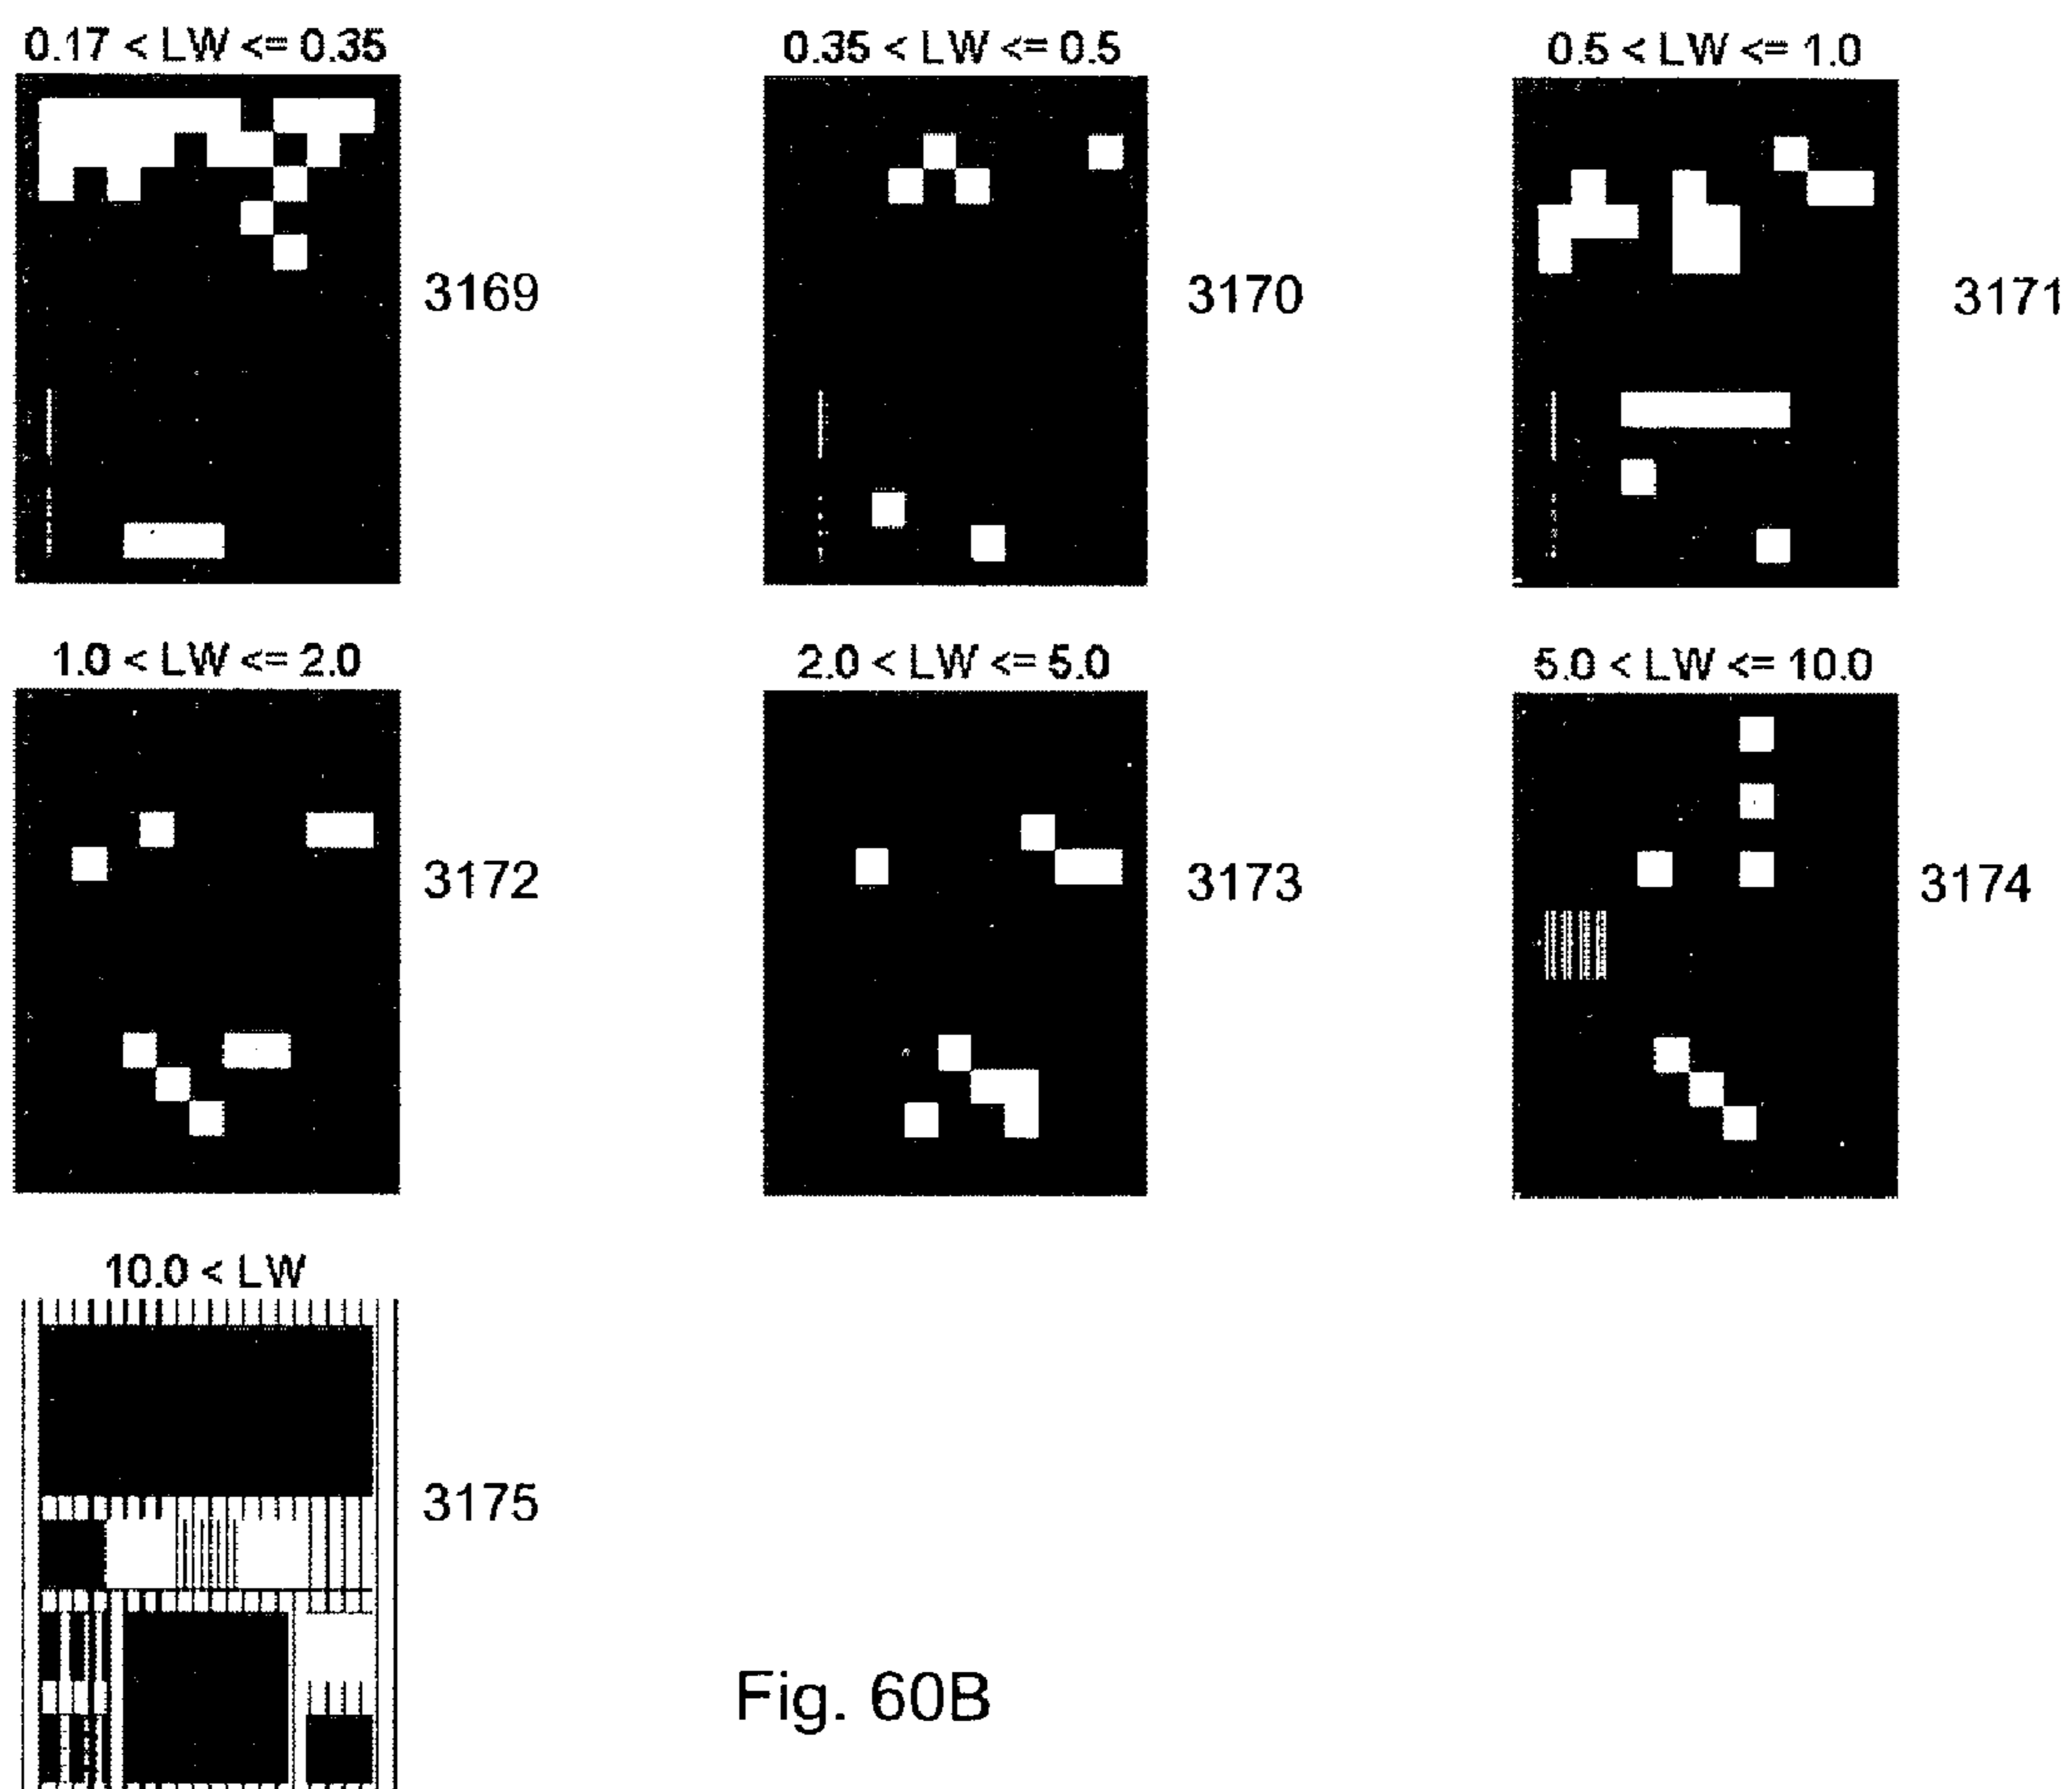 0.17 < LW <= 0.35
0.35 < LW <= 0.5
0.5 < LW <= 1.0
3169
3170
3171
1.0 < LW <= 2.0
2.0 < LW <= 5.0
5.0 < LW <= 10.0
3172
3173
3174
10.0 < LW
3175
Fig. 60B